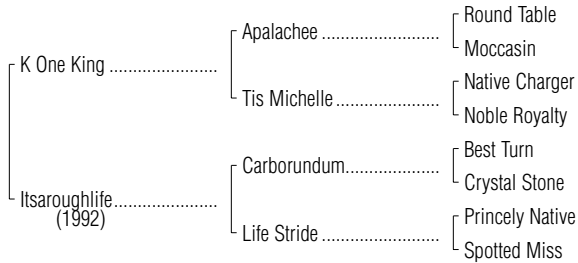 Round Table
Apalachee ........................
Moccasin
K One King ......................
Native Charger
Tis Michelle .....................
Noble Royalty
Best Turn
Carborundum...................
Crystal Stone
Itsaroughlife.....................
(1992)
Princely Native
Life Stride ........................
Spotted Miss